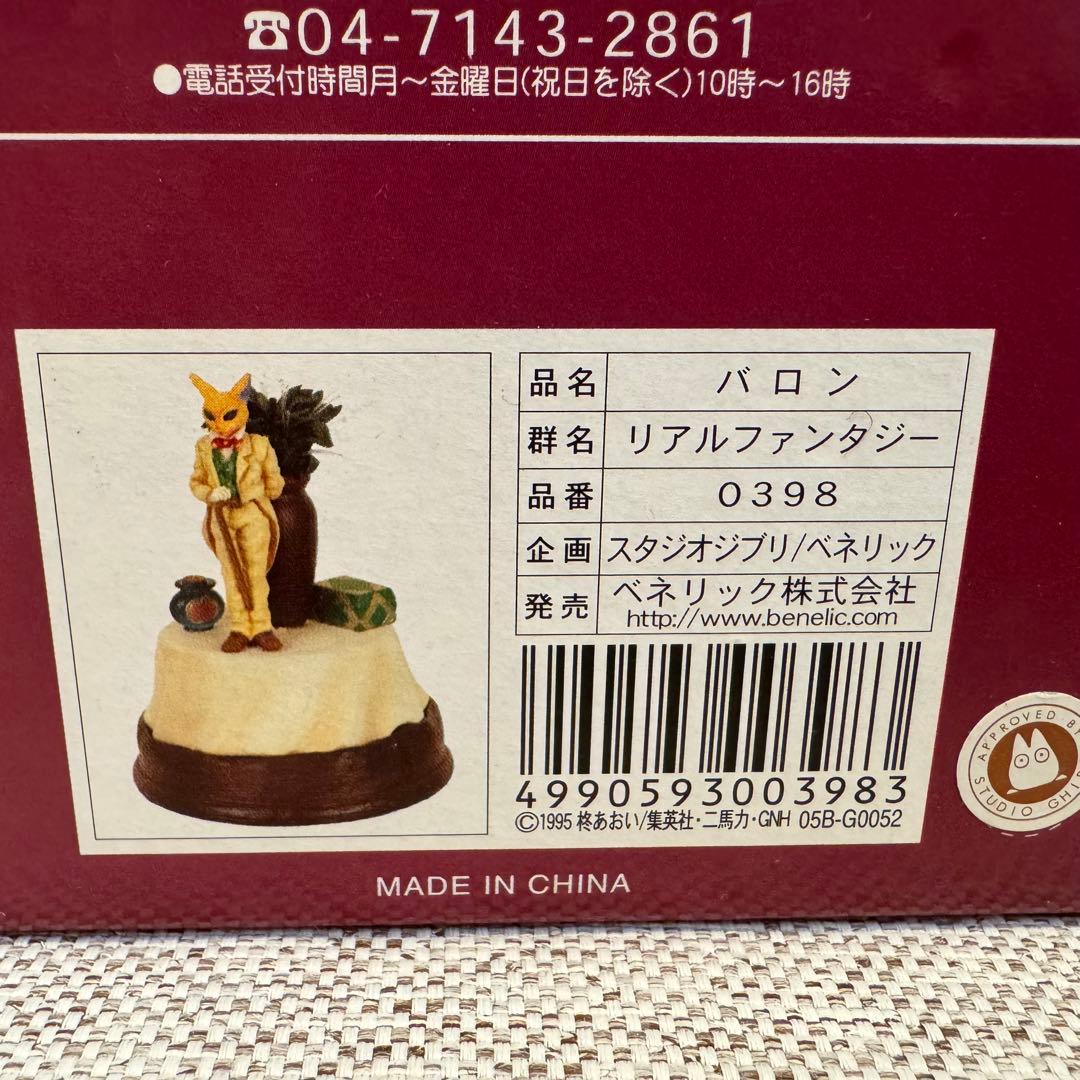 ☎04-7143-2861
●電話受付時間月～金曜日(祝日を除く)10時～16時
品名 バロン
群名 リアルファンタジー
品番 0398
企画 スタジオジブリ/ベネリック
発売 ベネリック株式会社
http://www.benelic.com
4990593003983
©1995 柊あおい/集英社・二馬力・GNH 05B-G0052
APPROVED BY
STUDIO GHI
MADE IN CHINA